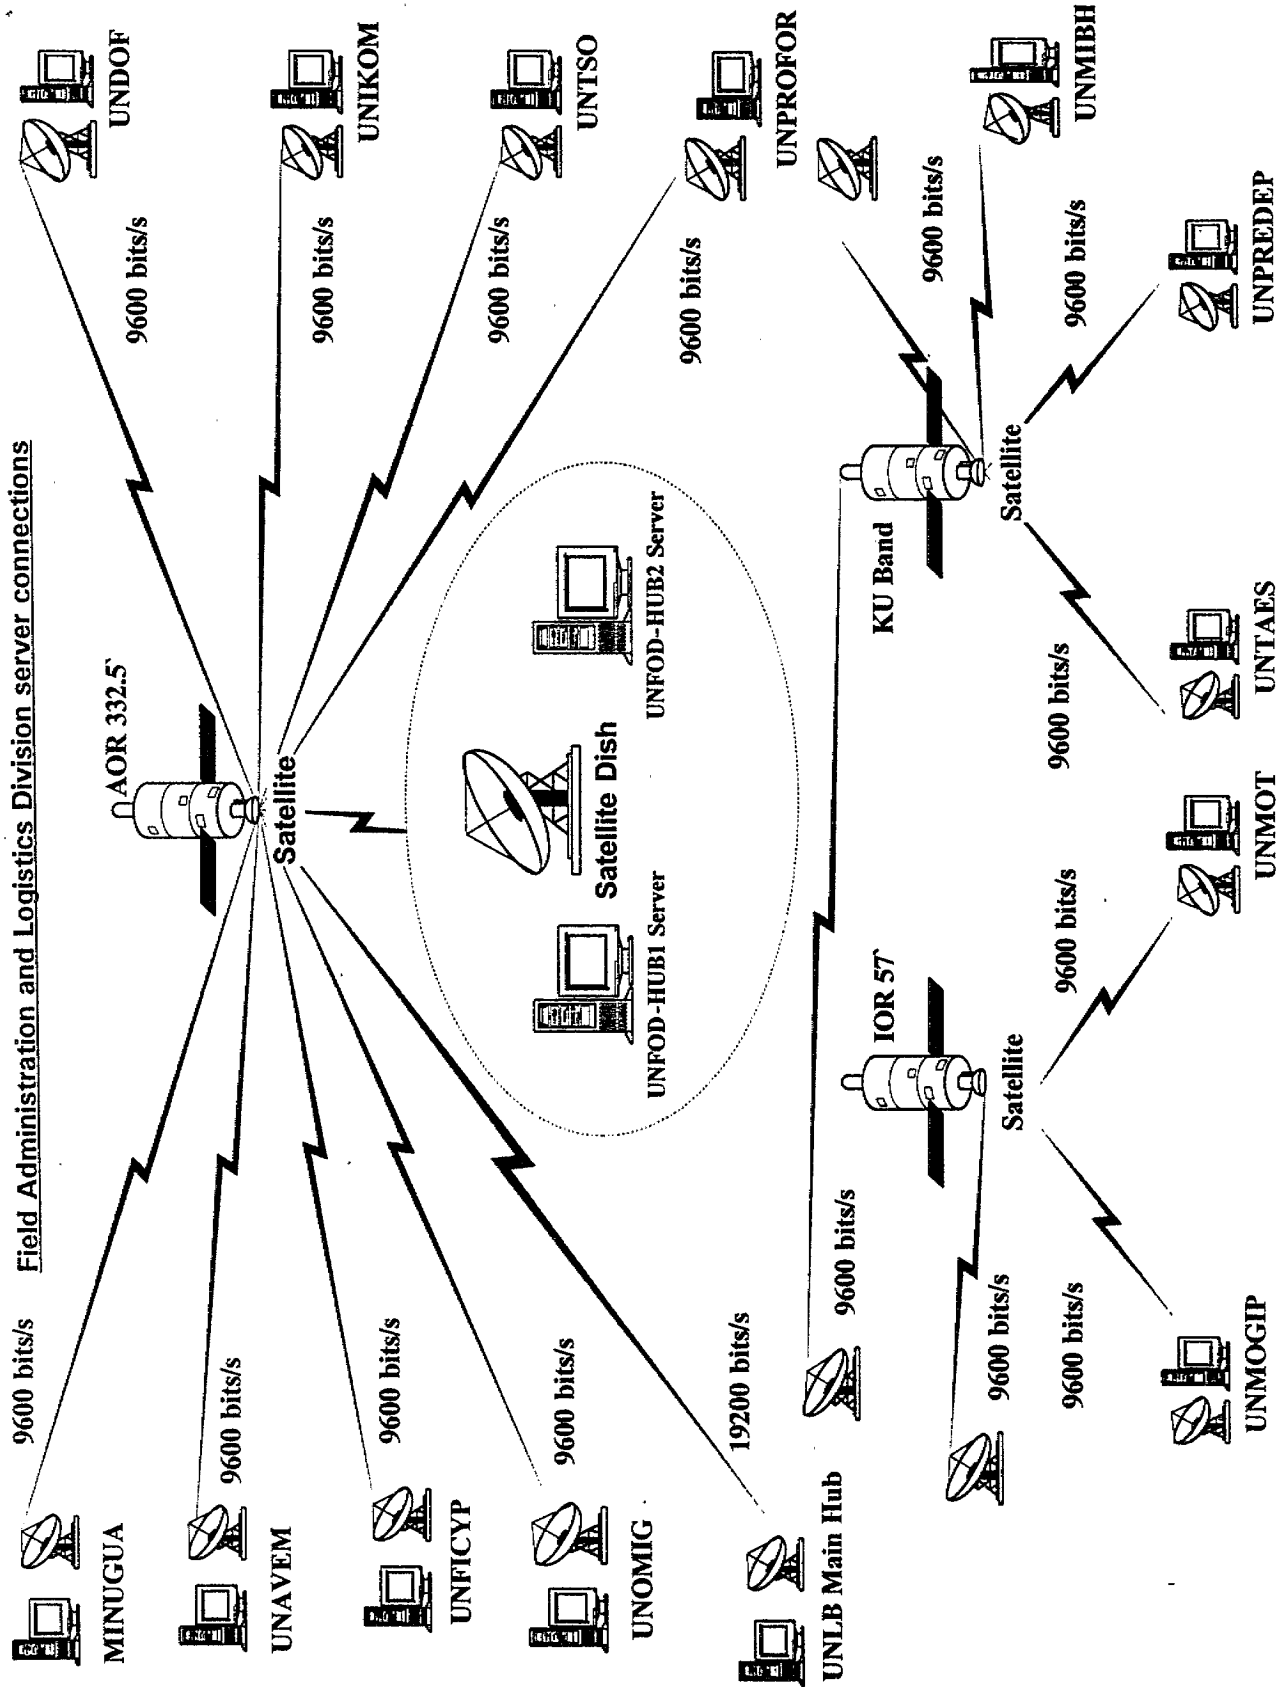 Field Administration and Logistics Division server connections
MINUGUA
9600 bits/s
AOR 332.5`
Satellite
9600 bits/s
UNDOF
UNAVEM
9600 bits/s
9600 bits/s
UNIKOM
UNFICYP
9600 bits/s
9600 bits/s
UNTSO
UNOMIG
9600 bits/s
Satellite Dish
UNFOD-HUB1 Server
UNFOD-HUB2 Server
9600 bits/s
UNPROFOR
UNLB Main Hub
19200 bits/s
9600 bits/s
IOR 57`
KU Band
9600 bits/s
UNMIBH
9600 bits/s
Satellite
Satellite
9600 bits/s
9600 bits/s
9600 bits/s
9600 bits/s
UNMOGIP
UNMOT
UNTAES
UNPREDEP